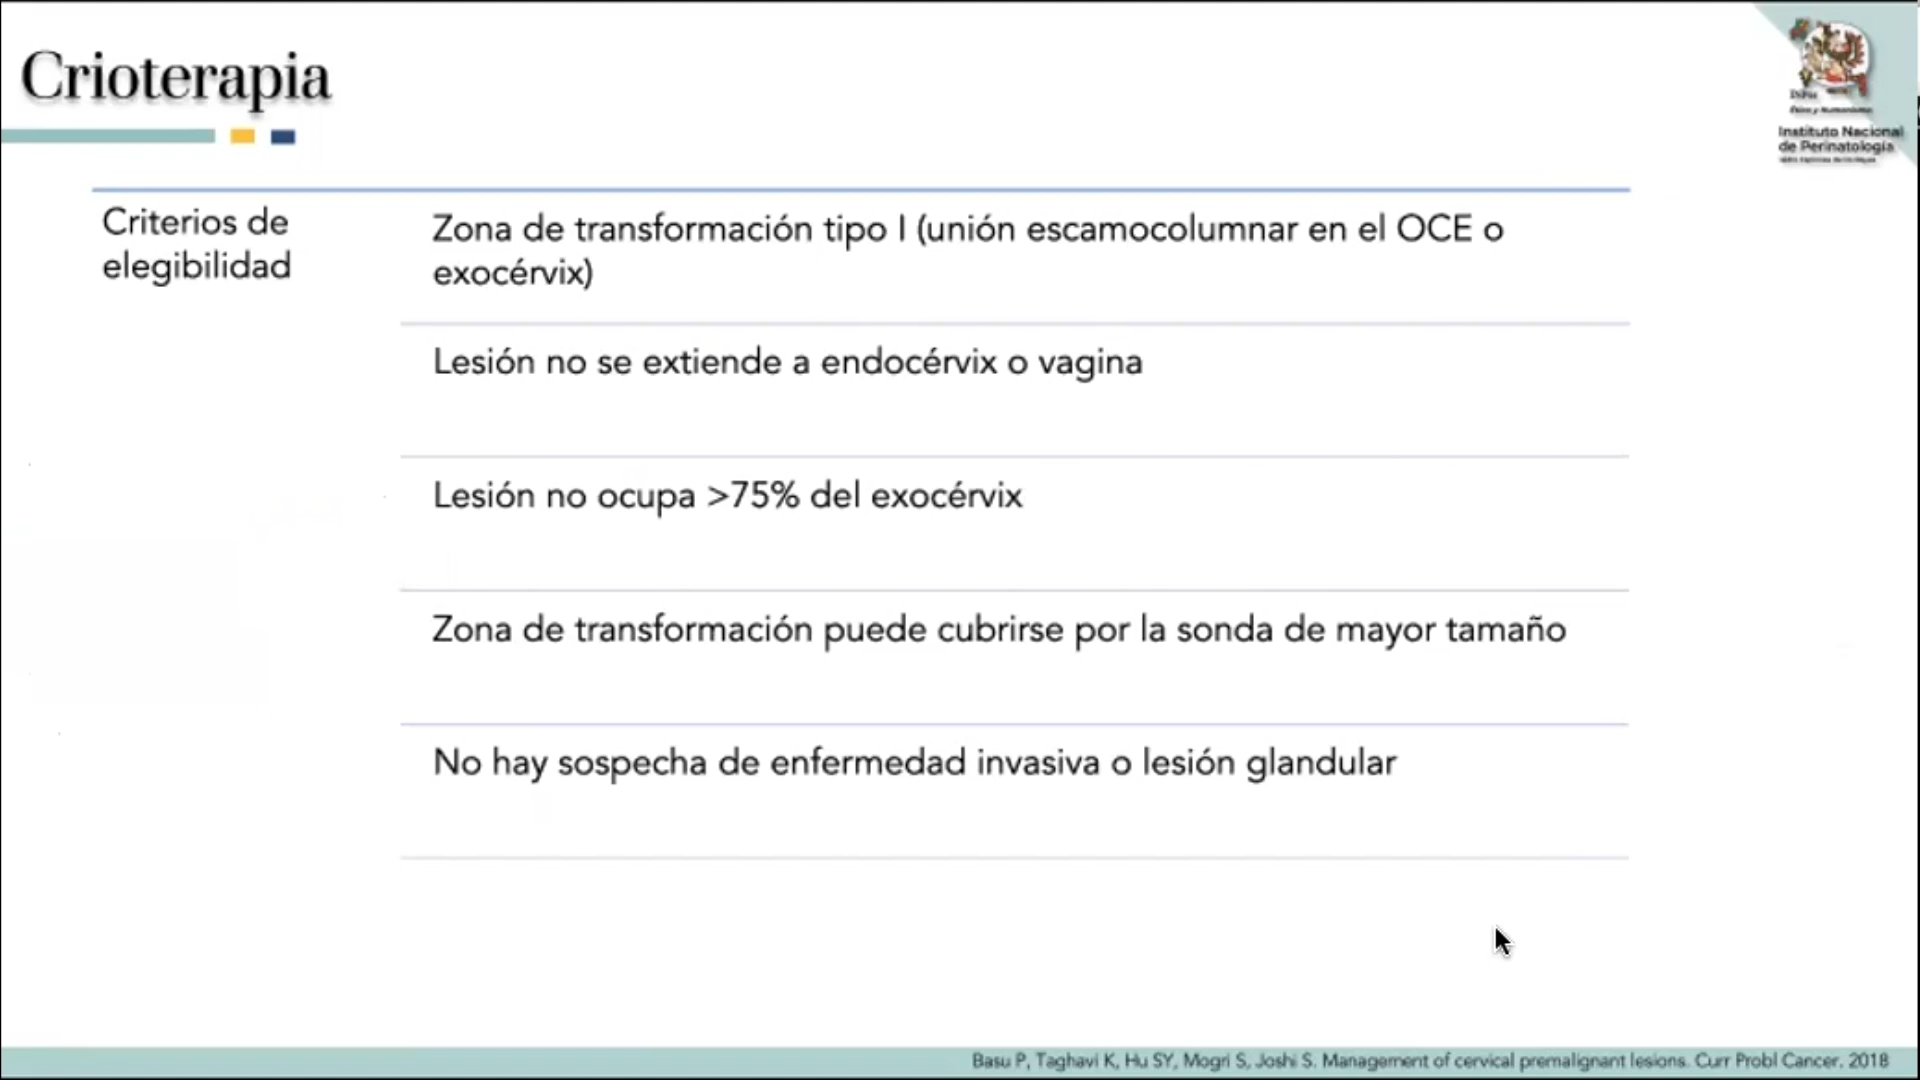 Crioterapia
Instituto Nacional
de Perinatología
Criterios de
elegibilidad
Zona de transformación tipo I (unión escamocolumnar en el OCE o
exocérvix)
Lesión no se extiende a endocérvix o vagina
Lesión no ocupa >75% del exocérvix
Zona de transformación puede cubrirse por la sonda de mayor tamaño
No hay sospecha de enfermedad invasiva o lesión glandular
Basu P, Taghavi K, Hu SY, Mogri S, Joshi S. Management of cervical premalignant lesions. Curr Probl Cancer. 2018